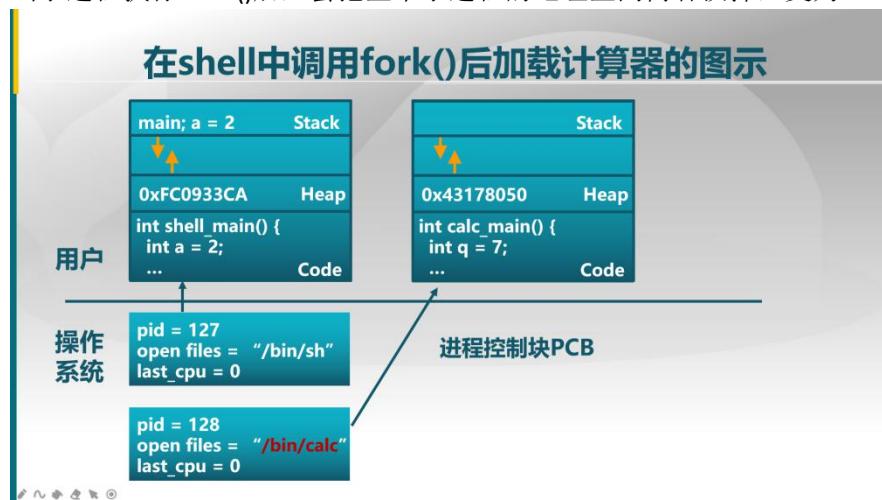 在shell中调用fork()后加载计算器的图示
main; a = 2 Stack
0xFC0933CA Heap
int shell_main() {
int a = 2;
... Code
Stack
0x43178050 Heap
int calc_main() {
int q = 7;
... Code
用户
操作
系统
pid = 127
open files = “/bin/sh”
last_cpu = 0
进程控制块PCB
pid = 128
open files = “/bin/calc”
last_cpu = 0